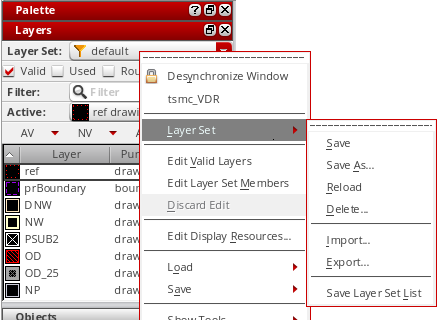 Palette
Layers
Layer Set: default
Valid Used Rou
Filter: Filter
Active: ref drawi
AV NV A
Layer Pur
ref draw
prBoundary boun
DNW draw
NW draw
PSUB2 draw
OD draw
OD_25 draw
NP draw
Objects
Desynchronize Window
tsmc_VDR
Layer Set
Edit Valid Layers
Edit Layer Set Members
Discard Edit
Edit Display Resources...
Load
Save
Show Tools
Save
Save As...
Reload
Delete...
Import...
Export...
Save Layer Set List